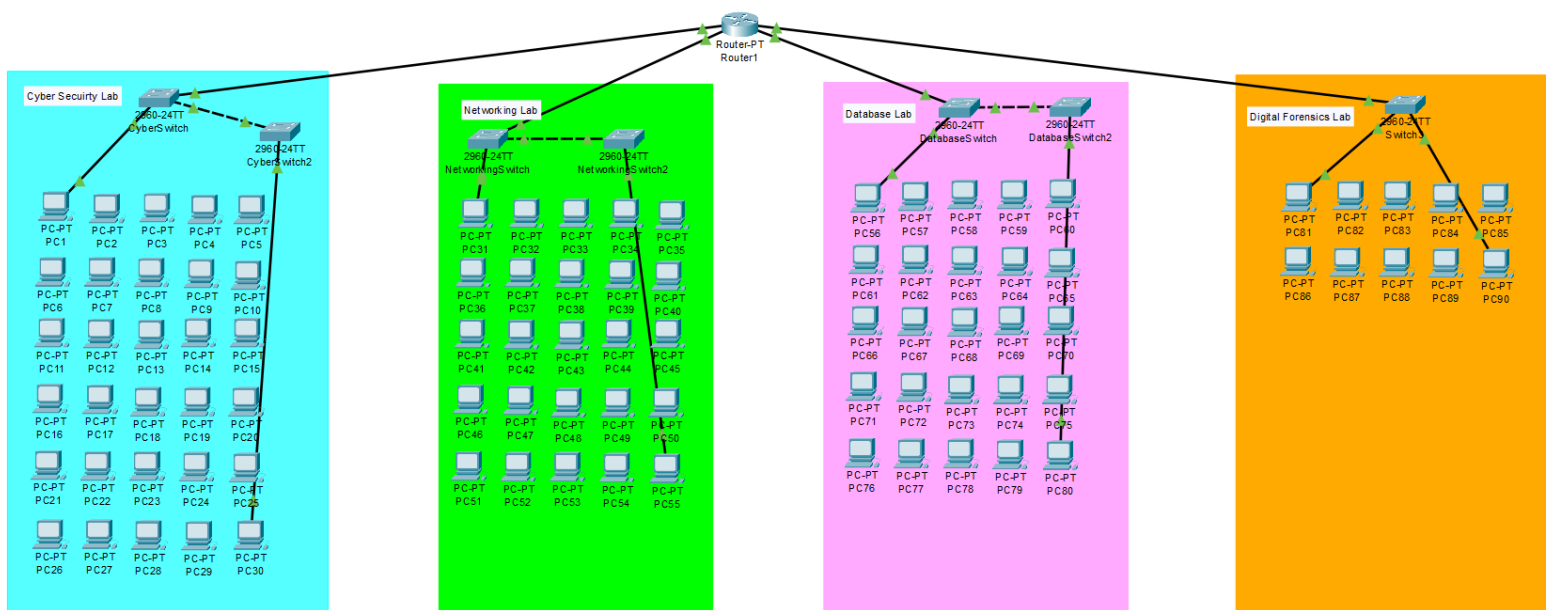 Router-PT
Router1
Cyber Secuirty Lab
2960-24TT
CyberSwitch
2960-24TT
CyberSwitch2
PC-PT PC-PT PC-PT PC-PT PC-PT
PC1 PC2 PC3 PC4 PC5
PC-PT PC-PT PC-PT PC-PT PC-PT
PC6 PC7 PC8 PC9 PC10
PC-PT PC-PT PC-PT PC-PT PC-PT
PC11 PC12 PC13 PC14 PC15
PC-PT PC-PT PC-PT PC-PT PC-PT
PC16 PC17 PC18 PC19 PC20
PC-PT PC-PT PC-PT PC-PT PC-PT
PC21 PC22 PC23 PC24 PC25
PC-PT PC-PT PC-PT PC-PT PC-PT
PC26 PC27 PC28 PC29 PC30
Networking Lab
2960-24TT
NetworkingSwitch
2960-24TT
NetworkingSwitch2
PC-PT PC-PT PC-PT PC-PT PC-PT
PC31 PC32 PC33 PC34 PC35
PC-PT PC-PT PC-PT PC-PT PC-PT
PC36 PC37 PC38 PC39 PC40
PC-PT PC-PT PC-PT PC-PT PC-PT
PC41 PC42 PC43 PC44 PC45
PC-PT PC-PT PC-PT PC-PT PC-PT
PC46 PC47 PC48 PC49 PC50
PC-PT PC-PT PC-PT PC-PT PC-PT
PC51 PC52 PC53 PC54 PC55
Database Lab
2960-24TT
DatabaseSwitch
2960-24TT
DatabaseSwitch2
PC-PT PC-PT PC-PT PC-PT PC-PT
PC56 PC57 PC58 PC59 PC60
PC-PT PC-PT PC-PT PC-PT PC-PT
PC61 PC62 PC63 PC64 PC65
PC-PT PC-PT PC-PT PC-PT PC-PT
PC66 PC67 PC68 PC69 PC70
PC-PT PC-PT PC-PT PC-PT PC-PT
PC71 PC72 PC73 PC74 PC75
PC-PT PC-PT PC-PT PC-PT PC-PT
PC76 PC77 PC78 PC79 PC80
Digital Forensics Lab
2960-24TT
Switch3
PC-PT PC-PT PC-PT PC-PT PC-PT
PC81 PC82 PC83 PC84 PC85
PC-PT PC-PT PC-PT PC-PT PC-PT
PC86 PC87 PC88 PC89 PC90